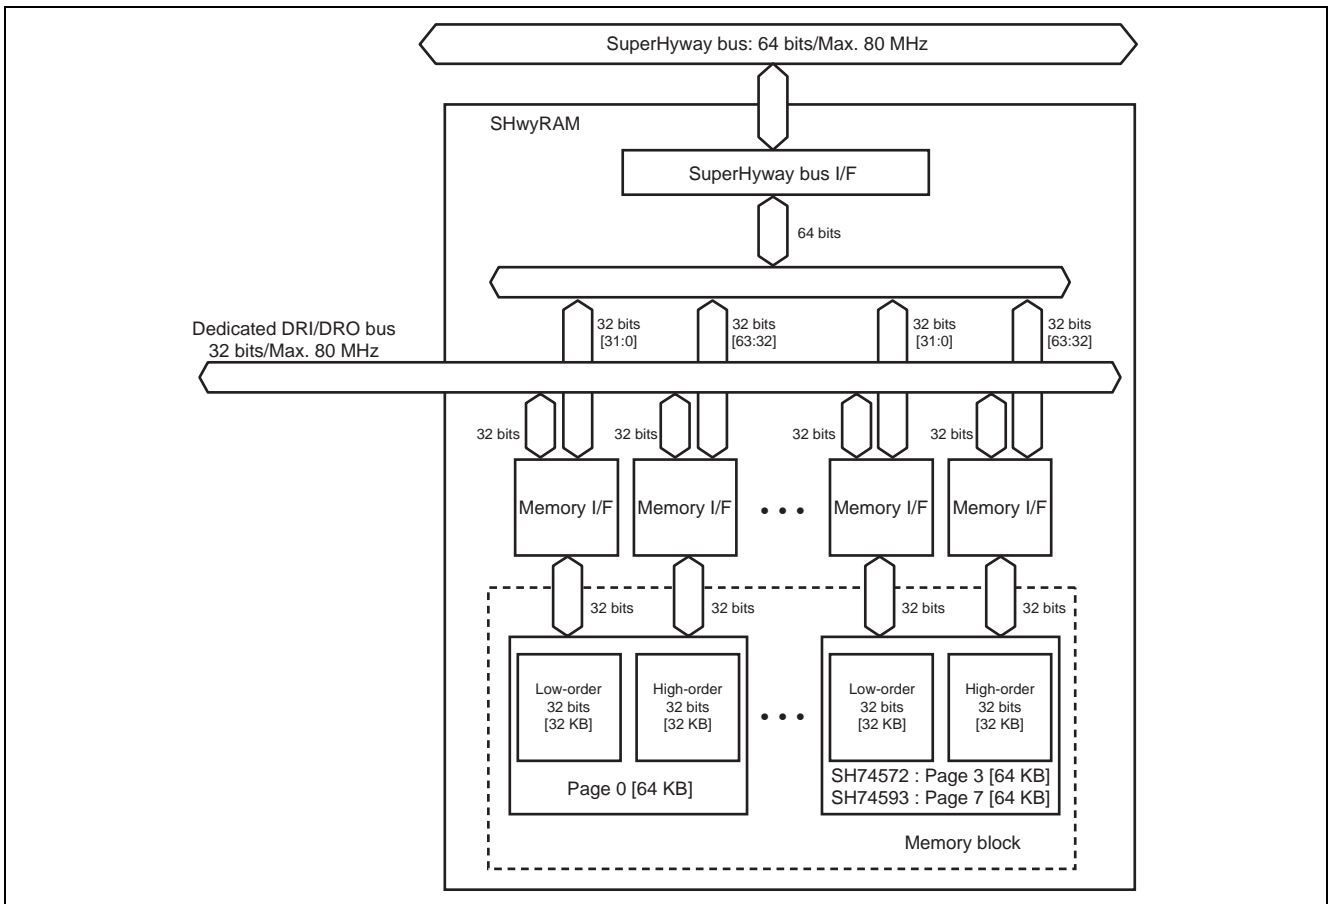 SuperHyway bus: 64 bits/Max. 80 MHz
SHwyRAM
SuperHyway bus I/F
64 bits
Dedicated DRI/DRO bus
32 bits/Max. 80 MHz
32 bits
[31:0]
32 bits
[63:32]
32 bits
[31:0]
32 bits
[63:32]
32 bits
32 bits
32 bits
32 bits
Memory I/F
Memory I/F
• • •
Memory I/F
Memory I/F
32 bits
32 bits
32 bits
32 bits
Low-order
32 bits
[32 KB]
High-order
32 bits
[32 KB]
• • •
Low-order
32 bits
[32 KB]
High-order
32 bits
[32 KB]
Page 0 [64 KB]
SH74572 : Page 3 [64 KB]
SH74593 : Page 7 [64 KB]
Memory block